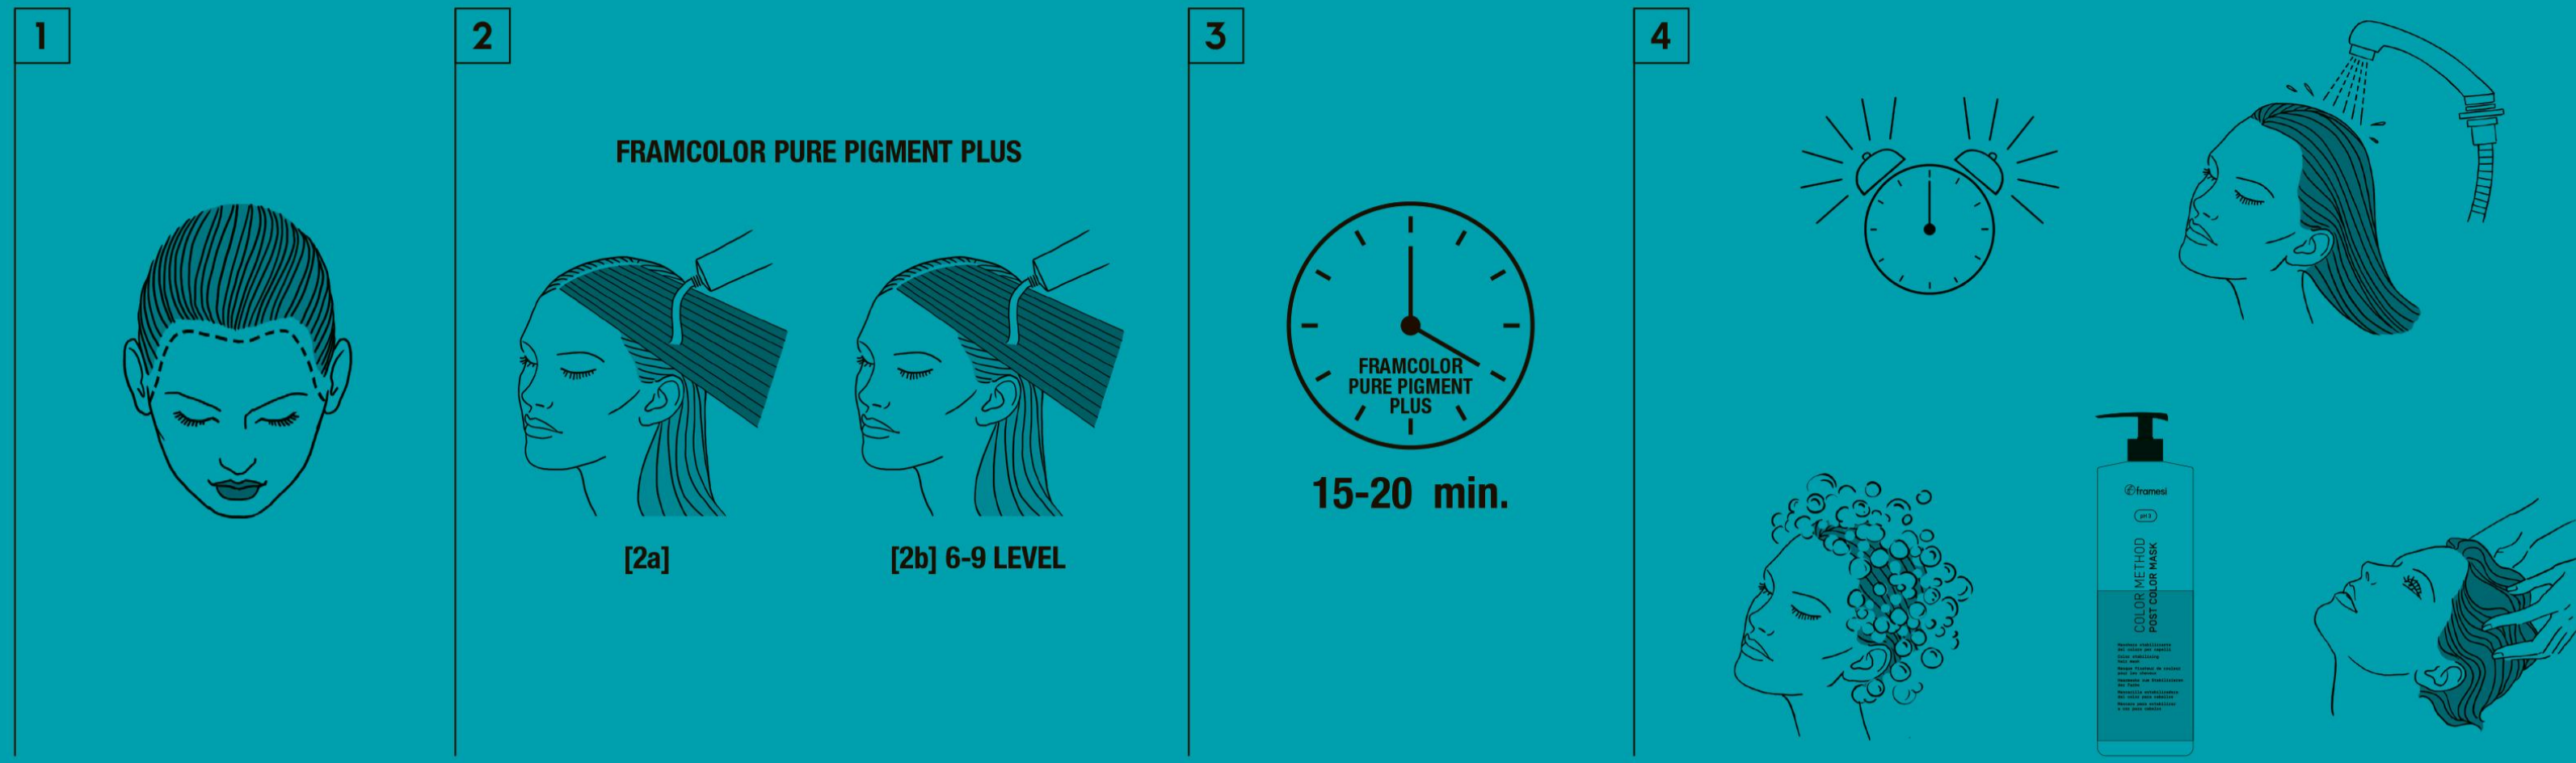 1
2
FRAMCOLOR PURE PIGMENT PLUS
[2a]
[2b] 6-9 LEVEL
3
FRAMCOLOR
PURE PIGMENT
PLUS
15-20 min.
4
framesi
COLOR METHOD
POST COLOR MASK